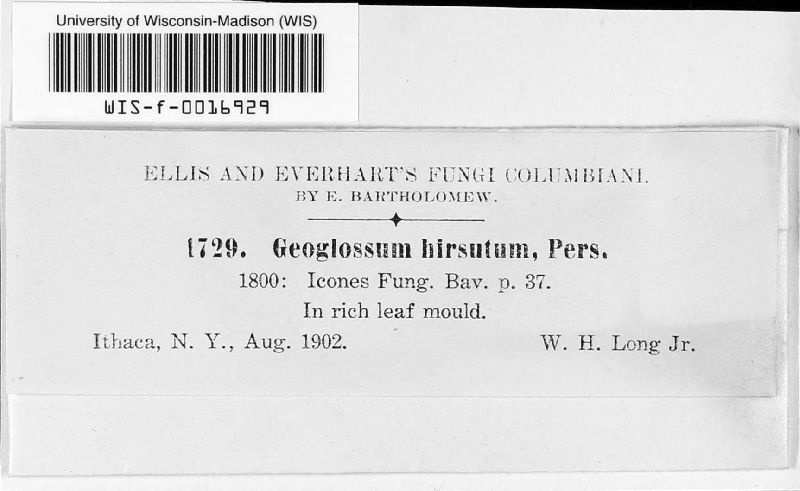 University of Wisconsin-Madison (WIS)
WIS-f-0016929
ELLIS AND EVERHART'S FUNGI COLUMBIANI.
BY E. BARTHOLOMEW.
1729. Geoglossum hirsutum, Pers.
1800: Icones Fung. Bav. p. 37.
In rich leaf mould.
Ithaca, N. Y., Aug. 1902. W. H. Long Jr.